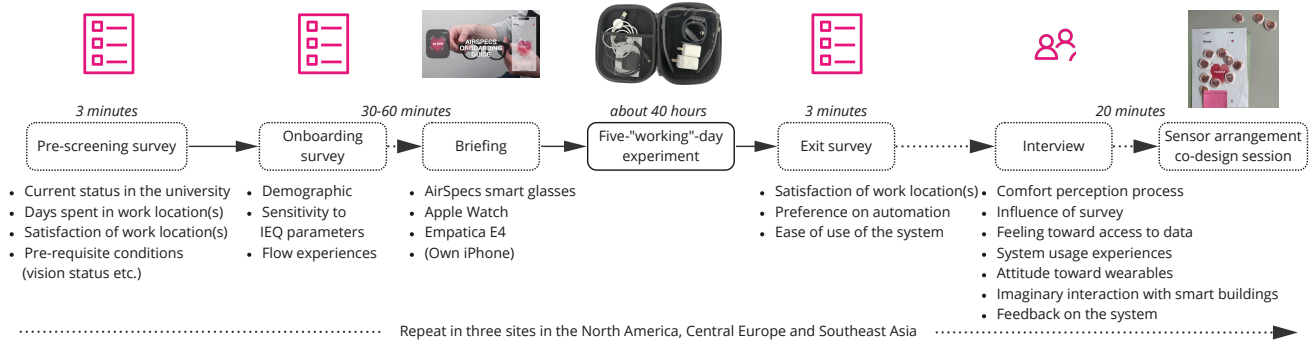 AIRSPECS
ONBOARDING
GUIDE
3 minutes
30-60 minutes
about 40 hours
3 minutes
20 minutes
Pre-screening survey
Onboarding
survey
Briefing
Five-"working"-day
experiment
Exit survey
Interview
Sensor arrangement
co-design session
• Current status in the university
• Days spent in work location(s)
• Satisfaction of work location(s)
• Pre-requisite conditions
(vision status etc.)
• Demographic
• Sensitivity to
IEQ parameters
• Flow experiences
• AirSpecs smart glasses
• Apple Watch
• Empatica E4
• (Own iPhone)
• Satisfaction of work location(s)
• Preference on automation
• Ease of use of the system
• Comfort perception process
• Influence of survey
• Feeling toward access to data
• System usage experiences
• Attitude toward wearables
• Imaginary interaction with smart buildings
• Feedback on the system
Repeat in three sites in the North America, Central Europe and Southeast Asia